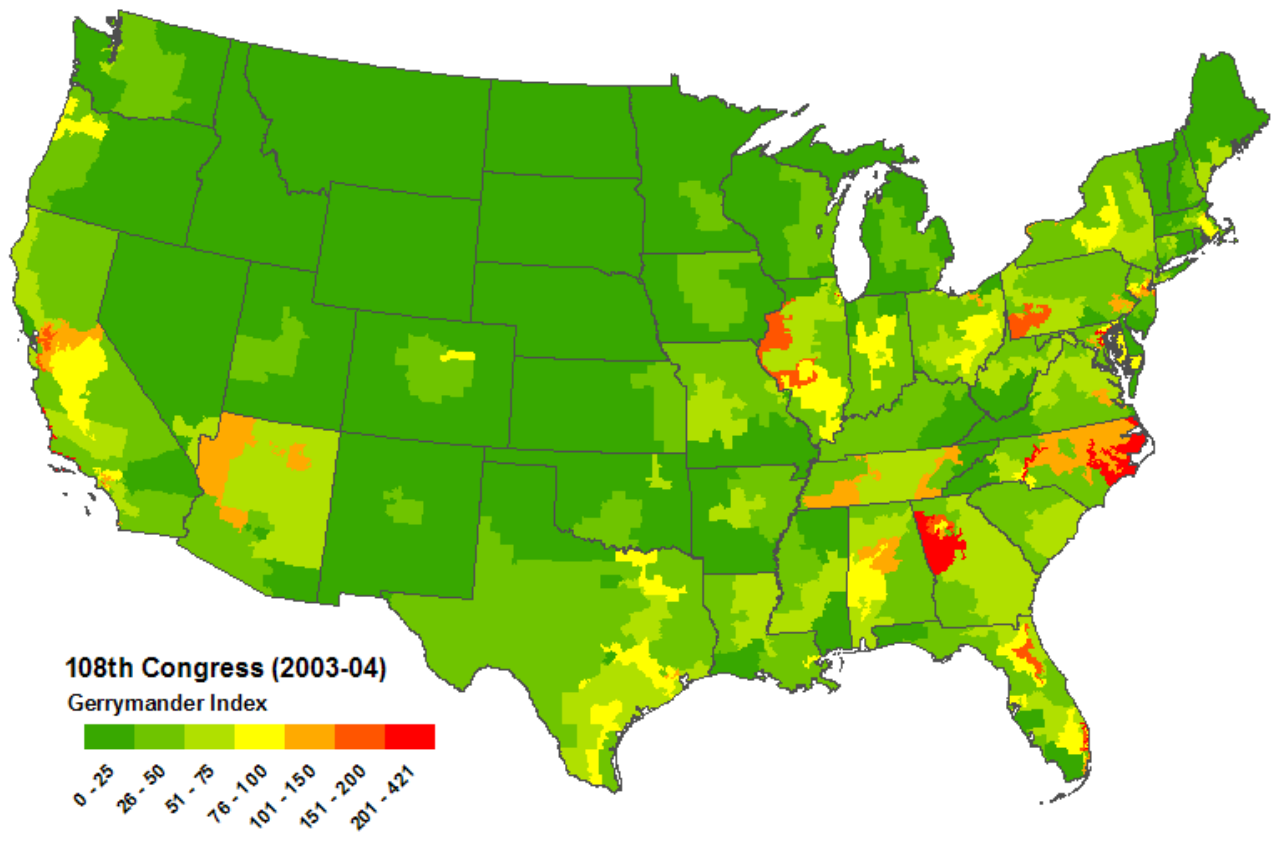 108th Congress (2003-04)
Gerrymander Index
0 - 25
26 - 50
51 - 75
76 - 100
101 - 150
151 - 200
201 - 421